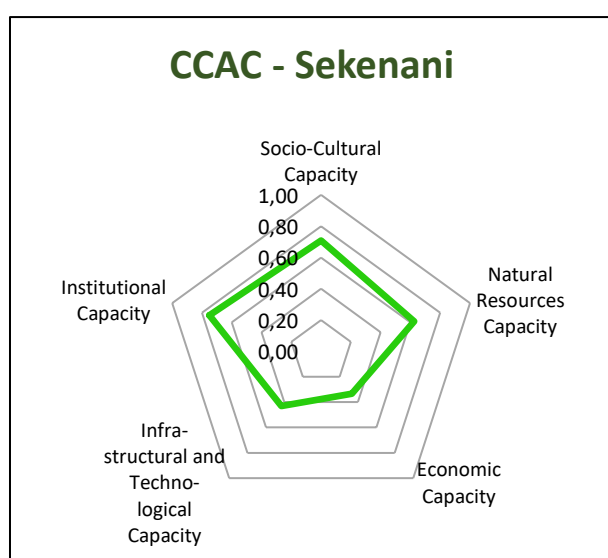 CCAC - Sekenani
Socio-Cultural
Capacity
1,00
0,80
0,60
0,40
0,20
0,00
Natural
Resources
Capacity
Economic
Capacity
Infra-
structural and
Techno-
logical
Capacity
Institutional
Capacity